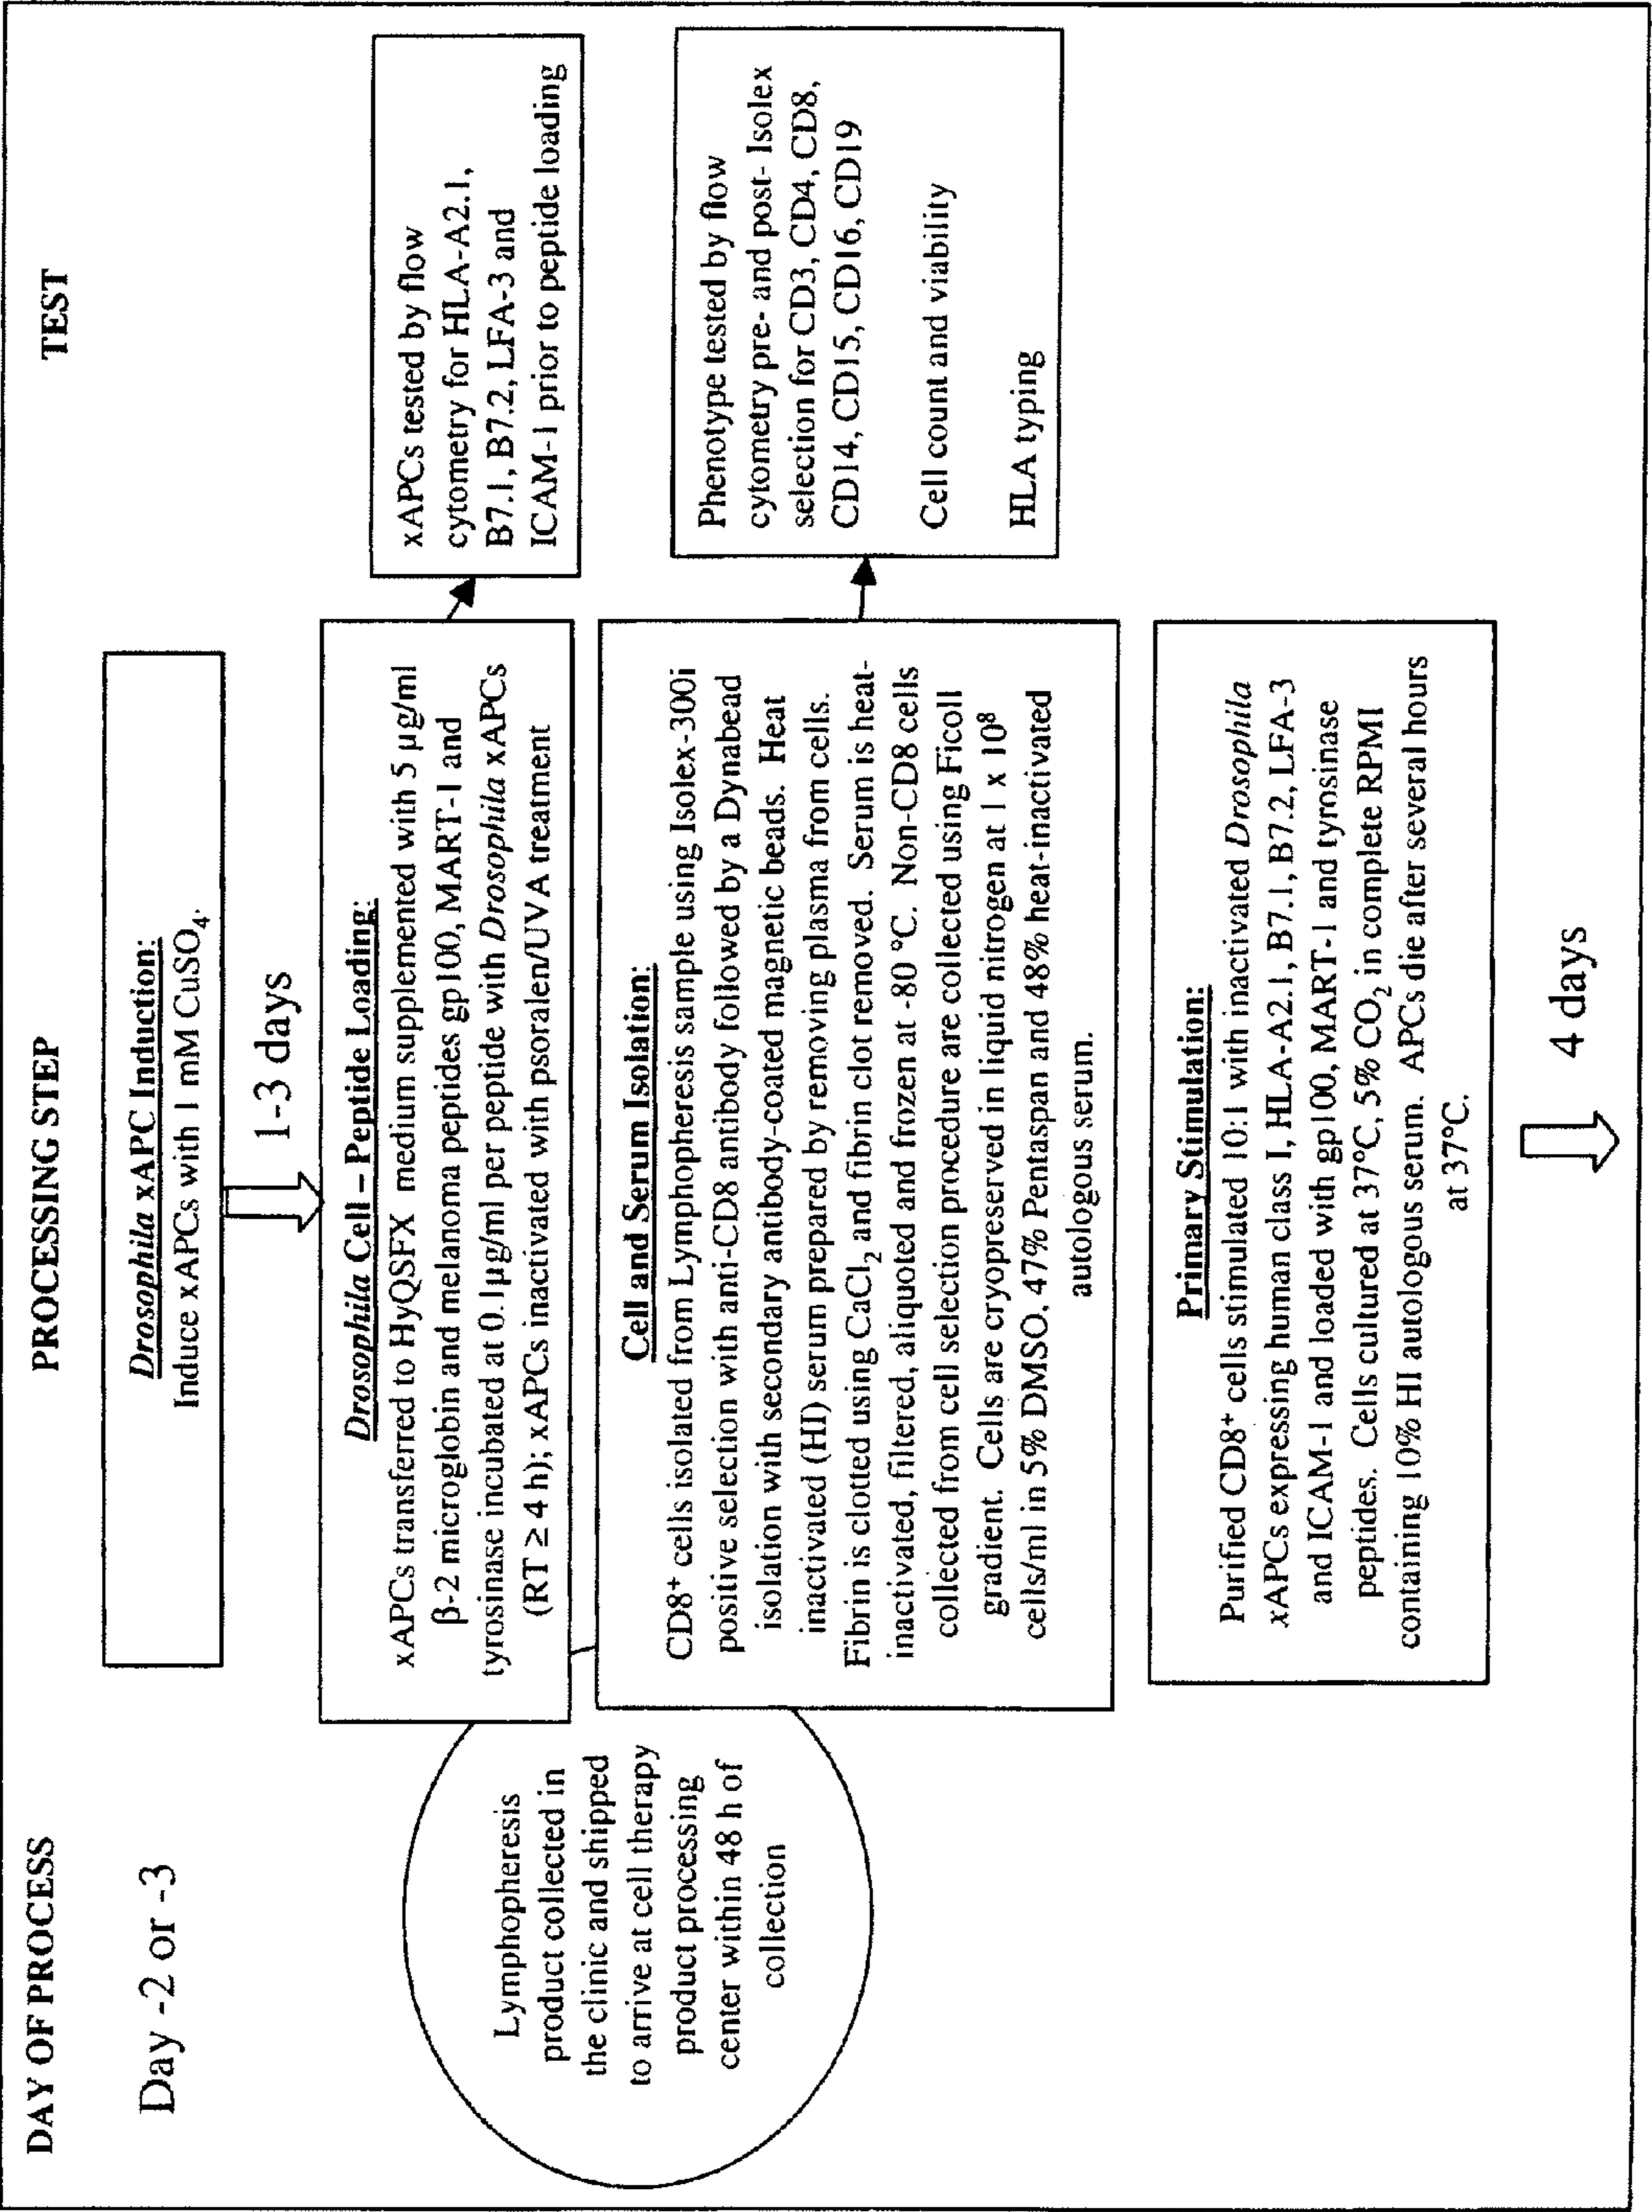 DAY OF PROCESS
PROCESSING STEP
TEST
Day -2 or -3
Drosophila xAPC Induction:
Induce xAPCs with 1 mM CuSO₄.
1-3 days
Drosophila Cell – Peptide Loading:
xAPCs transferred to HyQSFX medium supplemented with 5 µg/ml
β-2 microglobin and melanoma peptides gp100, MART-1 and
tyrosinase incubated at 0.1µg/ml per peptide with Drosophila xAPCs
(RT ≥ 4 h); xAPCs inactivated with psoralen/UVA treatment
xAPCs tested by flow
cytometry for HLA-A2.1,
B7.1, B7.2, LFA-3 and
ICAM-1 prior to peptide loading
Lymphopheresis
product collected in
the clinic and shipped
to arrive at cell therapy
product processing
center within 48 h of
collection
Cell and Serum Isolation:
CD8⁺ cells isolated from Lymphopheresis sample using Isolex-300i
positive selection with anti-CD8 antibody followed by a Dynabead
isolation with secondary antibody-coated magnetic beads. Heat
inactivated (HI) serum prepared by removing plasma from cells.
Fibrin is clotted using CaCl₂ and fibrin clot removed. Serum is heat-
inactivated, filtered, aliquoted and frozen at -80 °C. Non-CD8 cells
collected from cell selection procedure are collected using Ficoll
gradient. Cells are cryopreserved in liquid nitrogen at 1 x 10⁸
cells/ml in 5% DMSO, 47% Pentaspan and 48% heat-inactivated
autologous serum.
Phenotype tested by flow
cytometry pre- and post- Isolex
selection for CD3, CD4, CD8,
CD14, CD15, CD16, CD19
Cell count and viability
HLA typing
Primary Stimulation:
Purified CD8⁺ cells stimulated 10:1 with inactivated Drosophila
xAPCs expressing human class I, HLA-A2.1, B7.1, B7.2, LFA-3
and ICAM-1 and loaded with gp100, MART-1 and tyrosinase
peptides. Cells cultured at 37°C, 5% CO₂ in complete RPMI
containing 10% HI autologous serum. APCs die after several hours
at 37°C.
4 days